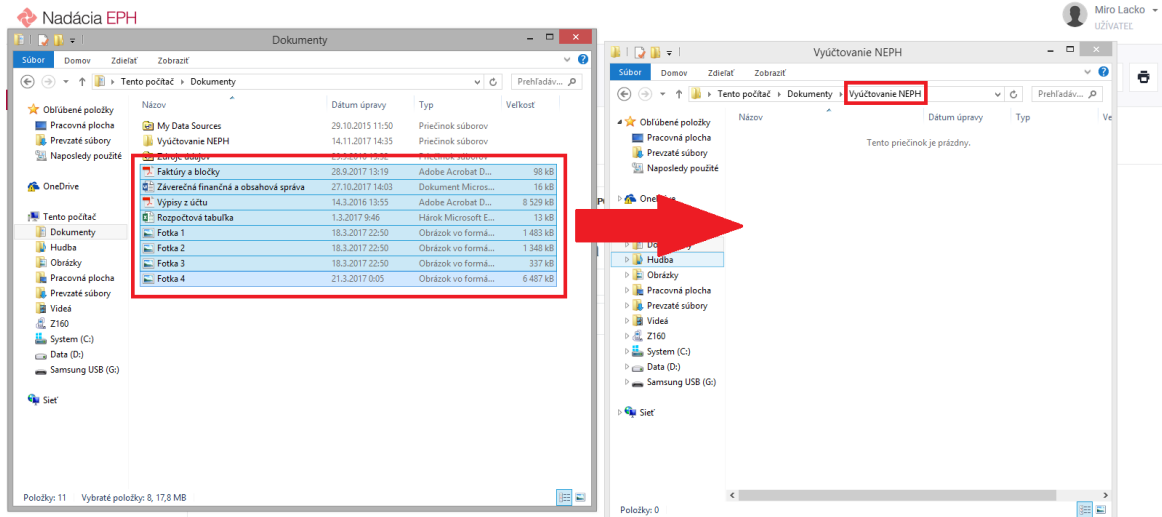 Nadácia EPH
Miro Lacko
UŽÍVATEĽ
Dokumenty
Súbor Domov Zdieľať Zobraziť
Tento počítač Dokumenty
Prehľadáv...
Obľúbené položky
Pracovná plocha
Prevzaté súbory
Naposledy použité
OneDrive
Tento počítač
Dokumenty
Hudba
Obrázky
Pracovná plocha
Prevzaté súbory
Videá
Z160
System (C:)
Data (D:)
Samsung USB (G:)
Sieť
Názov Dátum úpravy Typ Veľkosť
My Data Sources 29.10.2015 11:50 Priečinok súborov
Vyúčtovanie NEPH 14.11.2017 14:35 Priečinok súborov
Zdroje údajov Priečinok súborov
Faktúry a bločky 28.9.2017 13:19 Adobe Acrobat D... 98 kB
Záverečná finančná a obsahová správa 27.10.2017 14:03 Dokument Micros... 16 kB
Výpisy z účtu 14.3.2016 13:55 Adobe Acrobat D... 8 529 kB
Rozpočtová tabuľka 1.3.2017 9:46 Hárok Microsoft E... 13 kB
Fotka 1 18.3.2017 22:50 Obrázok vo formá... 1 483 kB
Fotka 2 18.3.2017 22:50 Obrázok vo formá... 1 348 kB
Fotka 3 18.3.2017 22:50 Obrázok vo formá... 337 kB
Fotka 4 21.3.2017 0:05 Obrázok vo formá... 6 487 kB
Položky: 11 Vybraté položky: 8, 17,8 MB
Vyúčtovanie NEPH
Súbor Domov Zdieľať Zobraziť
Tento počítač Dokumenty Vyúčtovanie NEPH
Prehľadáv...
Obľúbené položky
Pracovná plocha
Prevzaté súbory
Naposledy použité
OneDrive
Hudba
Obrázky
Pracovná plocha
Prevzaté súbory
Videá
Z160
System (C:)
Data (D:)
Samsung USB (G:)
Sieť
Názov Dátum úpravy Typ Ve
Tento priečinok je prázdny.
Položky: 0